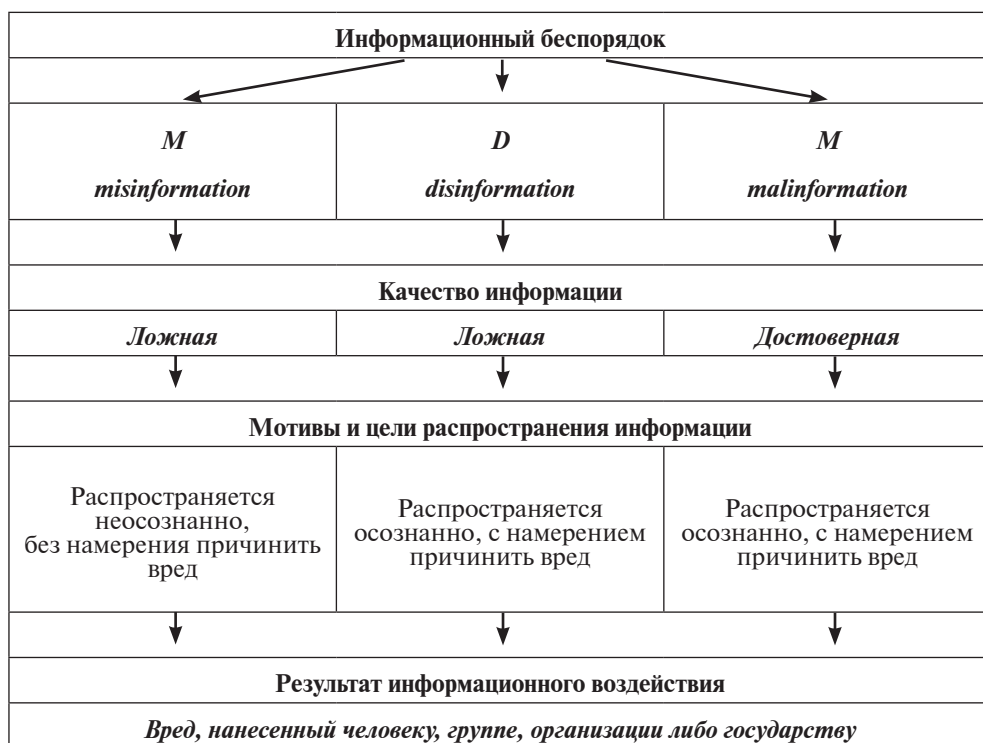 Информационный беспорядок
M D M
misinformation disinformation malinformation
Качество информации
Ложная Ложная Достоверная
Мотивы и цели распространения информации
Распространяется
неосознанно,
без намерения причинить
вред
Распространяется
осознанно, с намерением
причинить вред
Распространяется
осознанно, с намерением
причинить вред
Результат информационного воздействия
Вред, нанесенный человеку, группе, организации либо государству